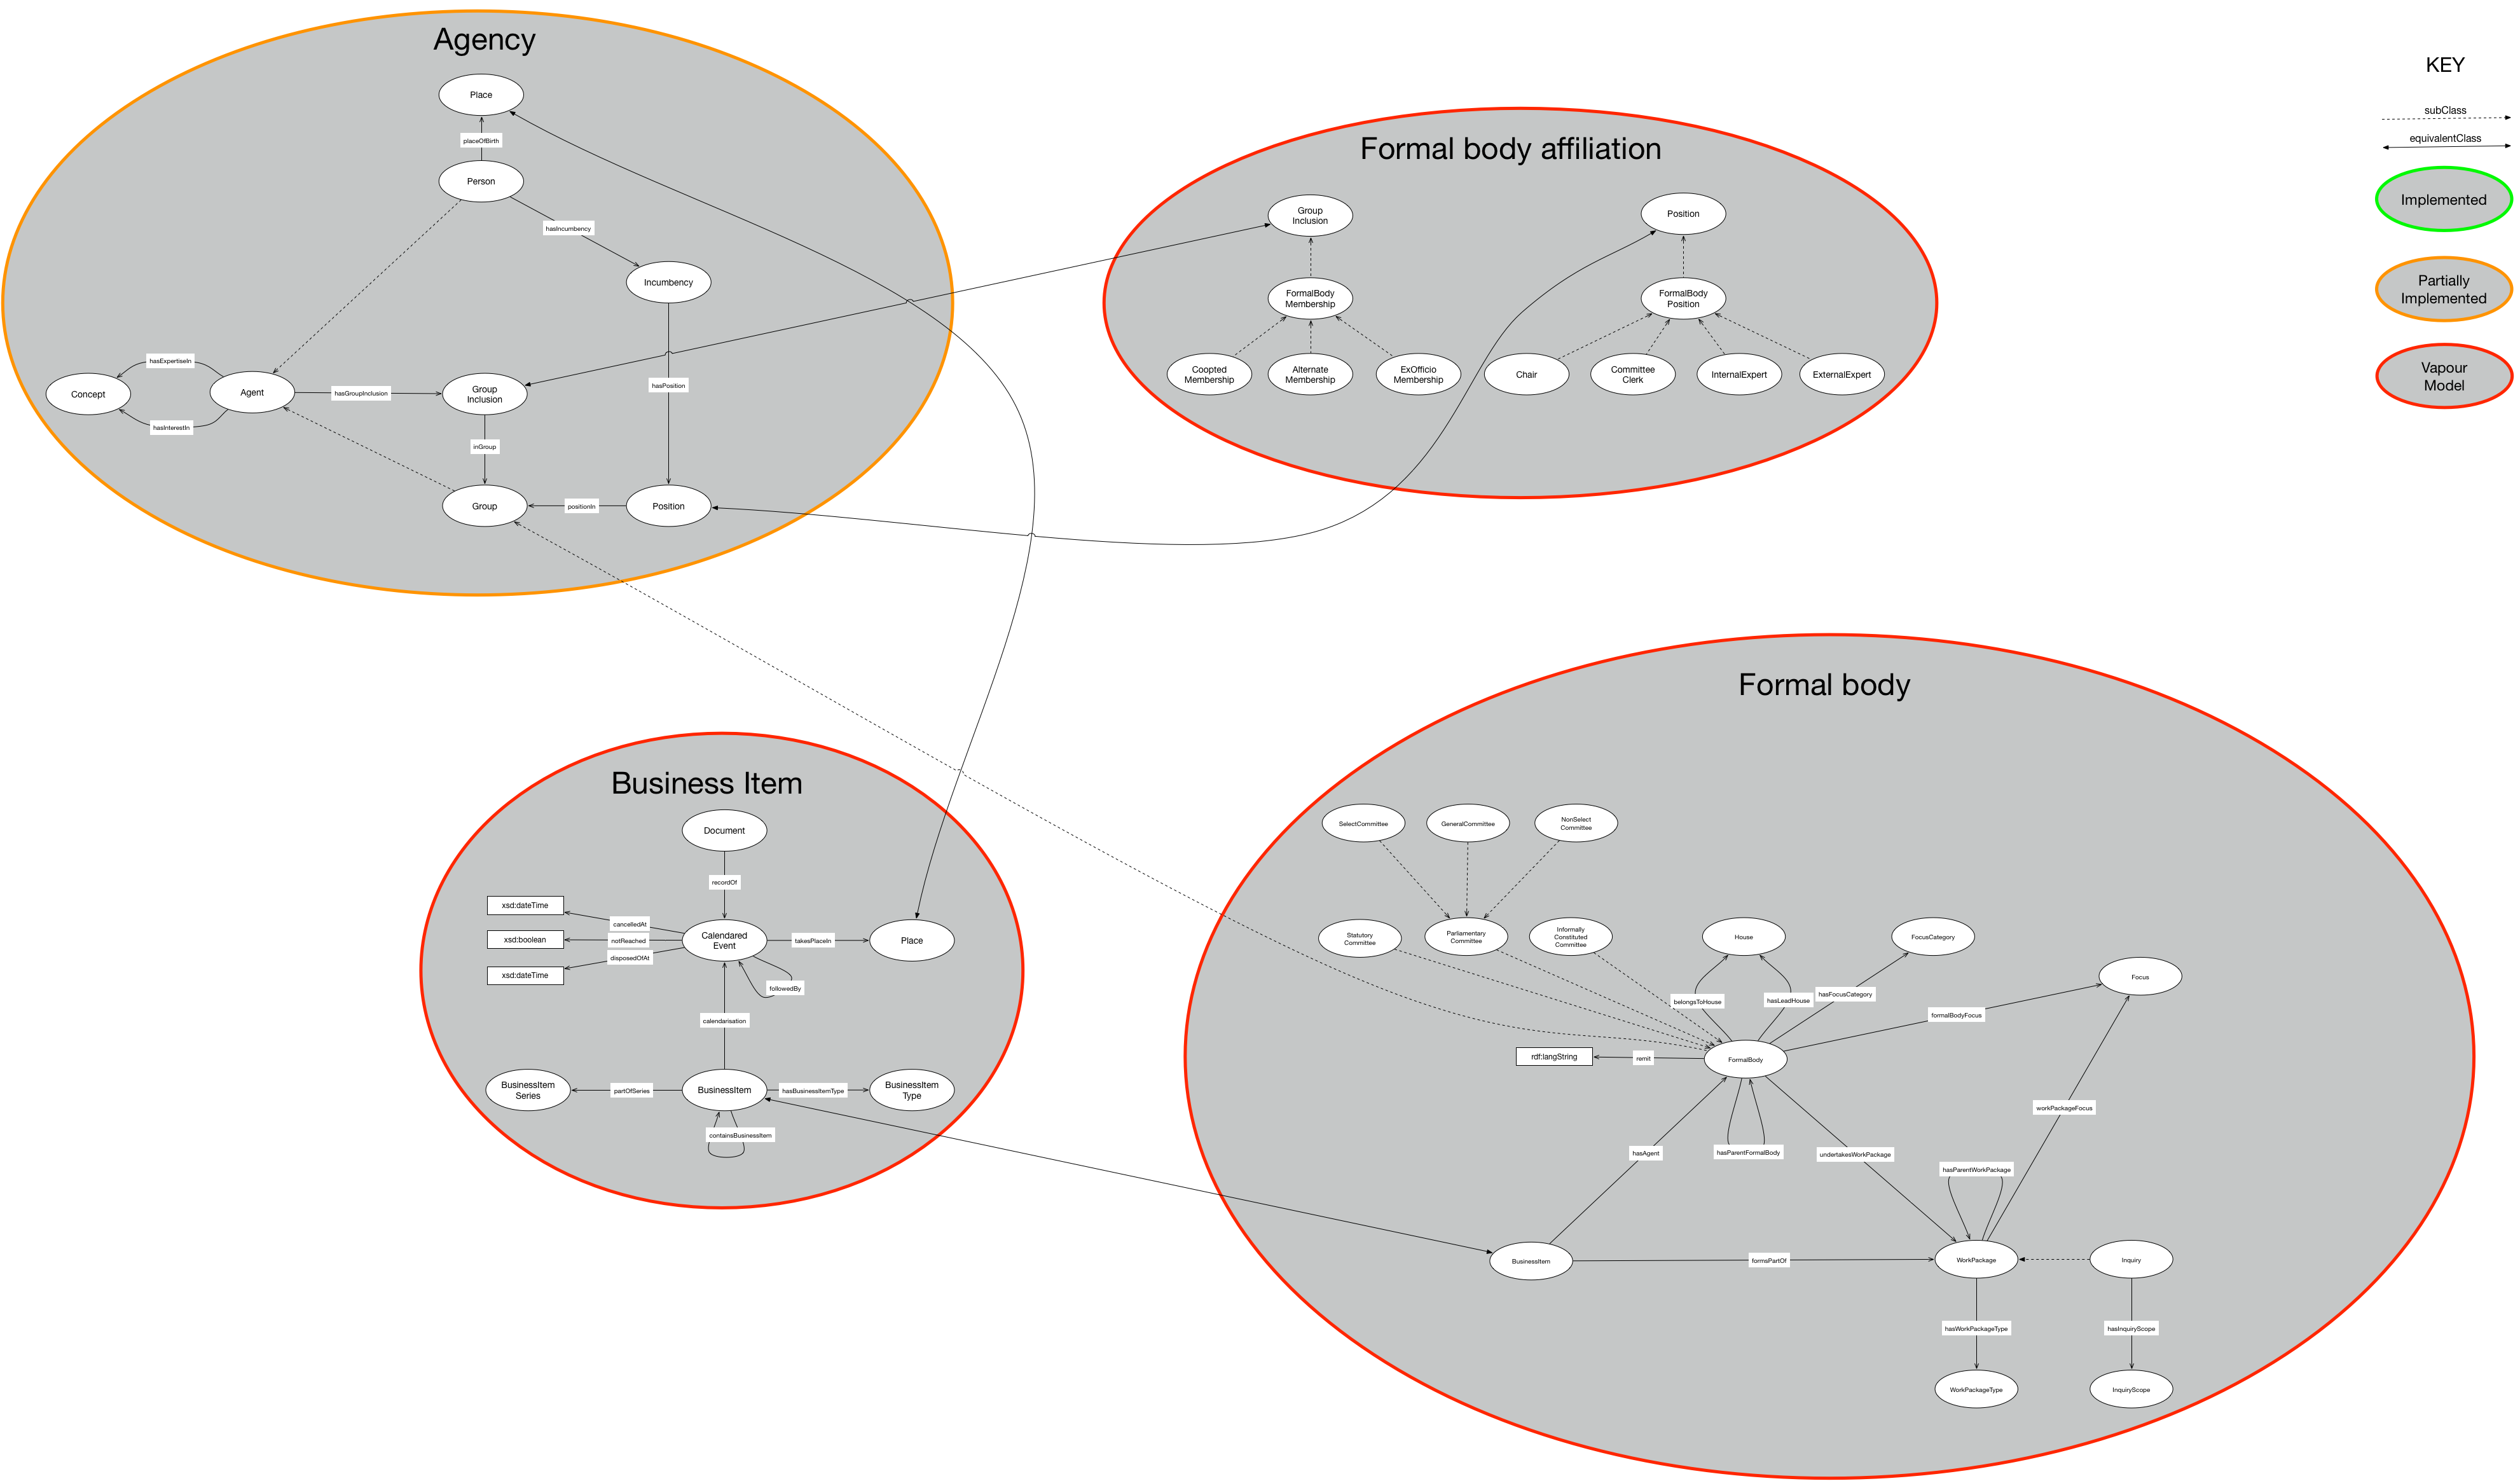 Agency
Place
placeOfBirth
Person
hasIncumbency
Incumbency
hasExpertiseIn
Concept
Agent
hasInterestIn
hasGroupInclusion
Group
Inclusion
hasPosition
inGroup
Group
positionIn
Position
Formal body affiliation
Group
Inclusion
Position
FormalBody
Membership
FormalBody
Position
Coopted
Membership
Alternate
Membership
ExOfficio
Membership
Chair
Committee
Clerk
InternalExpert
ExternalExpert
KEY
subClass
equivalentClass
Implemented
Partially
Implemented
Vapour
Model
Business Item
Document
recordOf
xsd:dateTime
cancelledAt
xsd:boolean
notReached
xsd:dateTime
disposedOfAt
Calendared
Event
takesPlaceIn
Place
followedBy
calendarisation
BusinessItem
Series
partOfSeries
BusinessItem
hasBusinessItemType
BusinessItem
Type
containsBusinessItem
Formal body
SelectCommittee
GeneralCommittee
NonSelect
Committee
Statutory
Committee
Parliamentary
Committee
Informally
Constituted
Committee
House
FocusCategory
Focus
belongsToHouse
hasLeadHouse
hasFocusCategory
formalBodyFocus
rdf:langString
remit
FormalBody
workPackageFocus
hasAgent
hasParentFormalBody
undertakesWorkPackage
hasParentWorkPackage
BusinessItem
formsPartOf
WorkPackage
Inquiry
hasWorkPackageType
hasInquiryScope
WorkPackageType
InquiryScope